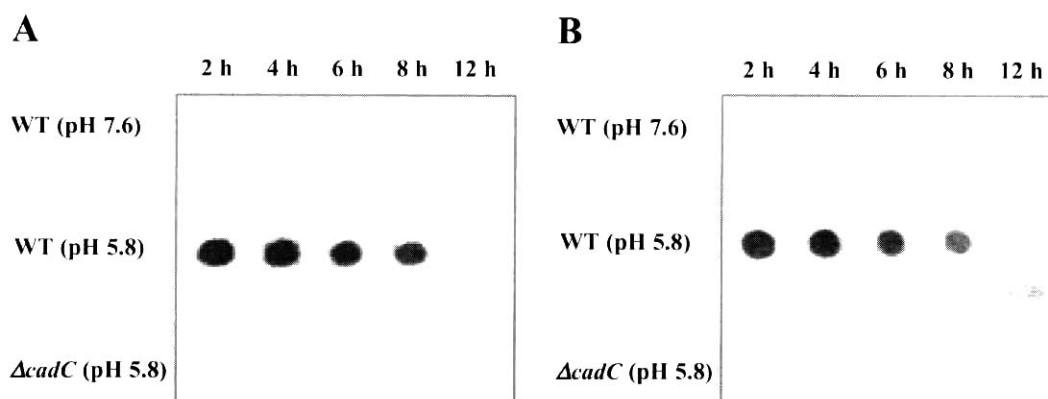 A
2 h 4 h 6 h 8 h 12 h
WT (pH 7.6)
WT (pH 5.8)
ΔcadC (pH 5.8)
B
2 h 4 h 6 h 8 h 12 h
WT (pH 7.6)
WT (pH 5.8)
ΔcadC (pH 5.8)